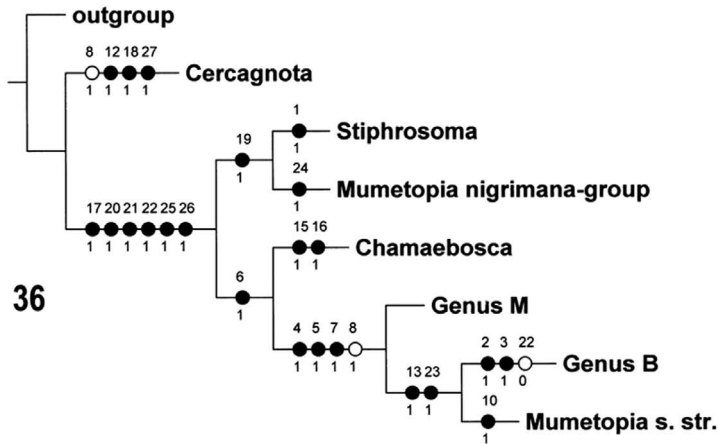 outgroup
8 12 18 27
Cercagnota
1 1 1 1
1
Stiphrosoma
1
19
1
24
Mumetopia nigrimana-group
1
17 20 21 22 25 26
1 1 1 1 1 1
15 16
Chamaebosca
1 1
6
1
36
Genus M
4 5 7 8
1 1 1 1
2 3 22
Genus B
1 1 0
13 23
1 1
10
Mumetopia s. str.
1